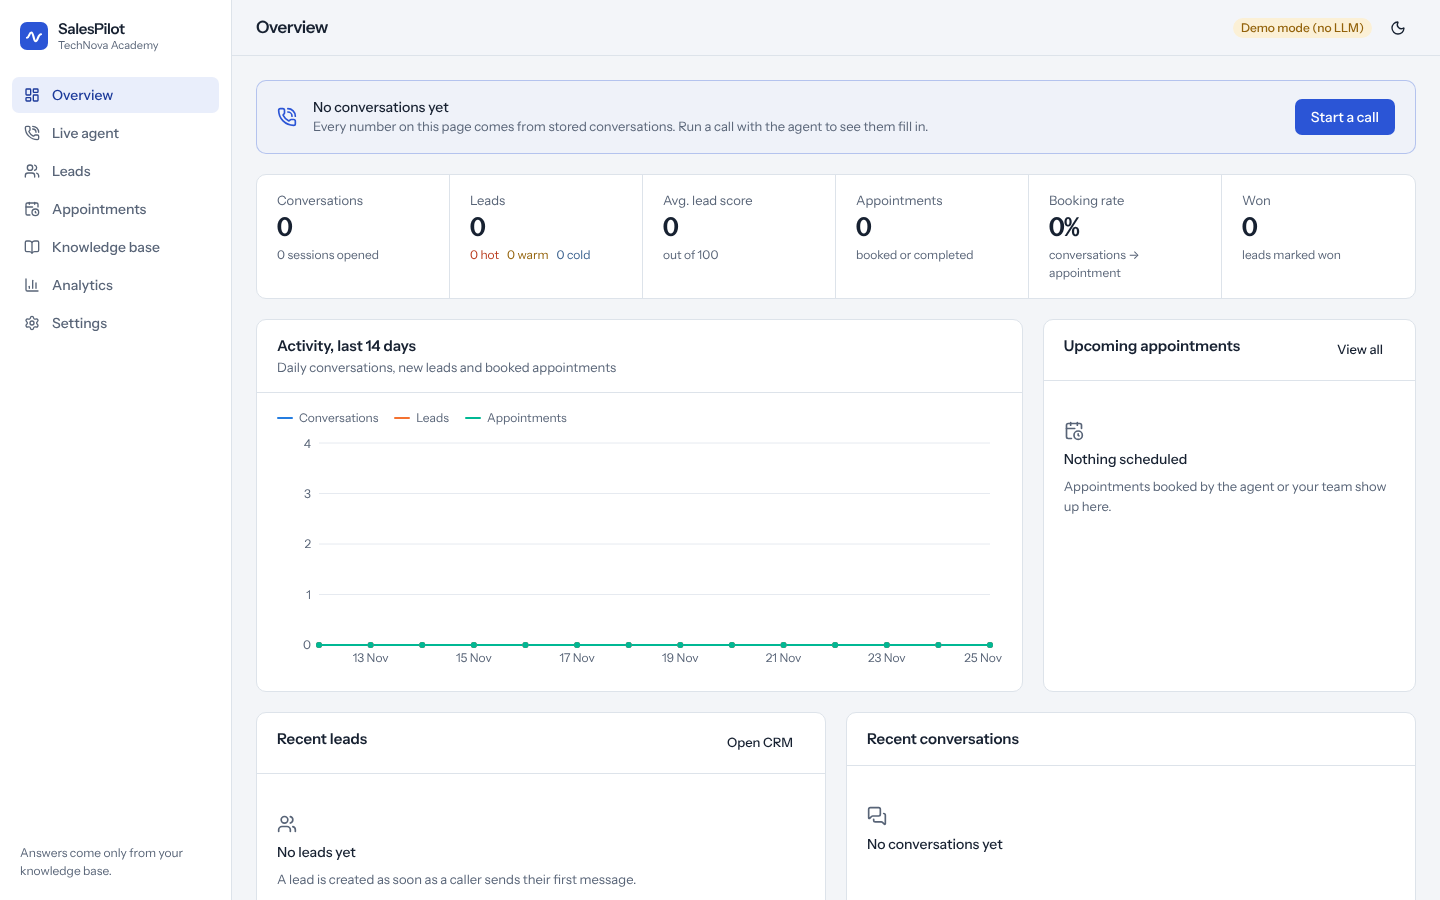 SalesPilot
TechNova Academy
Overview
Live agent
Leads
Appointments
Knowledge base
Analytics
Settings
Answers come only from your
knowledge base.
Overview
Demo mode (no LLM)
No conversations yet
Every number on this page comes from stored conversations. Run a call with the agent to see them fill in.
Start a call
Conversations
0
0 sessions opened
Leads
0
0 hot 0 warm 0 cold
Avg. lead score
0
out of 100
Appointments
0
booked or completed
Booking rate
0%
conversations →
appointment
Won
0
leads marked won
Activity, last 14 days
Daily conversations, new leads and booked appointments
Conversations Leads Appointments
4
3
2
1
0
13 Nov 15 Nov 17 Nov 19 Nov 21 Nov 23 Nov 25 Nov
Upcoming appointments
View all
Nothing scheduled
Appointments booked by the agent or your team show
up here.
Recent leads
Open CRM
No leads yet
A lead is created as soon as a caller sends their first message.
Recent conversations
No conversations yet